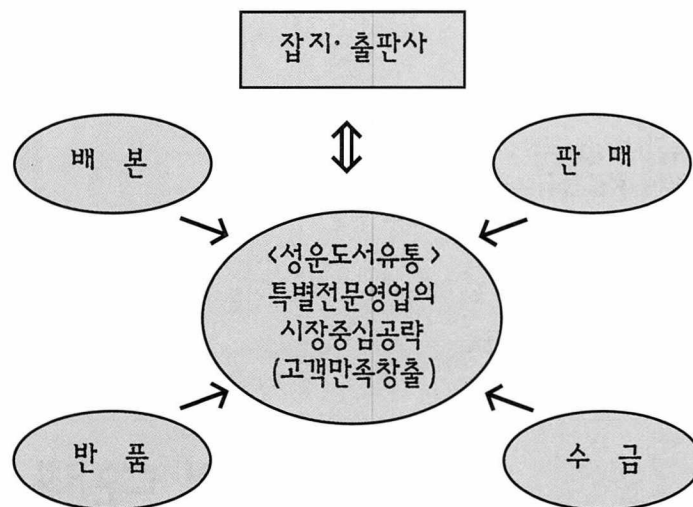 잡지· 출판사
배 본
판 매
<성운도서유통>
특별전문영업의
시장중심공략
(고객만족창출)
반 품
수 금